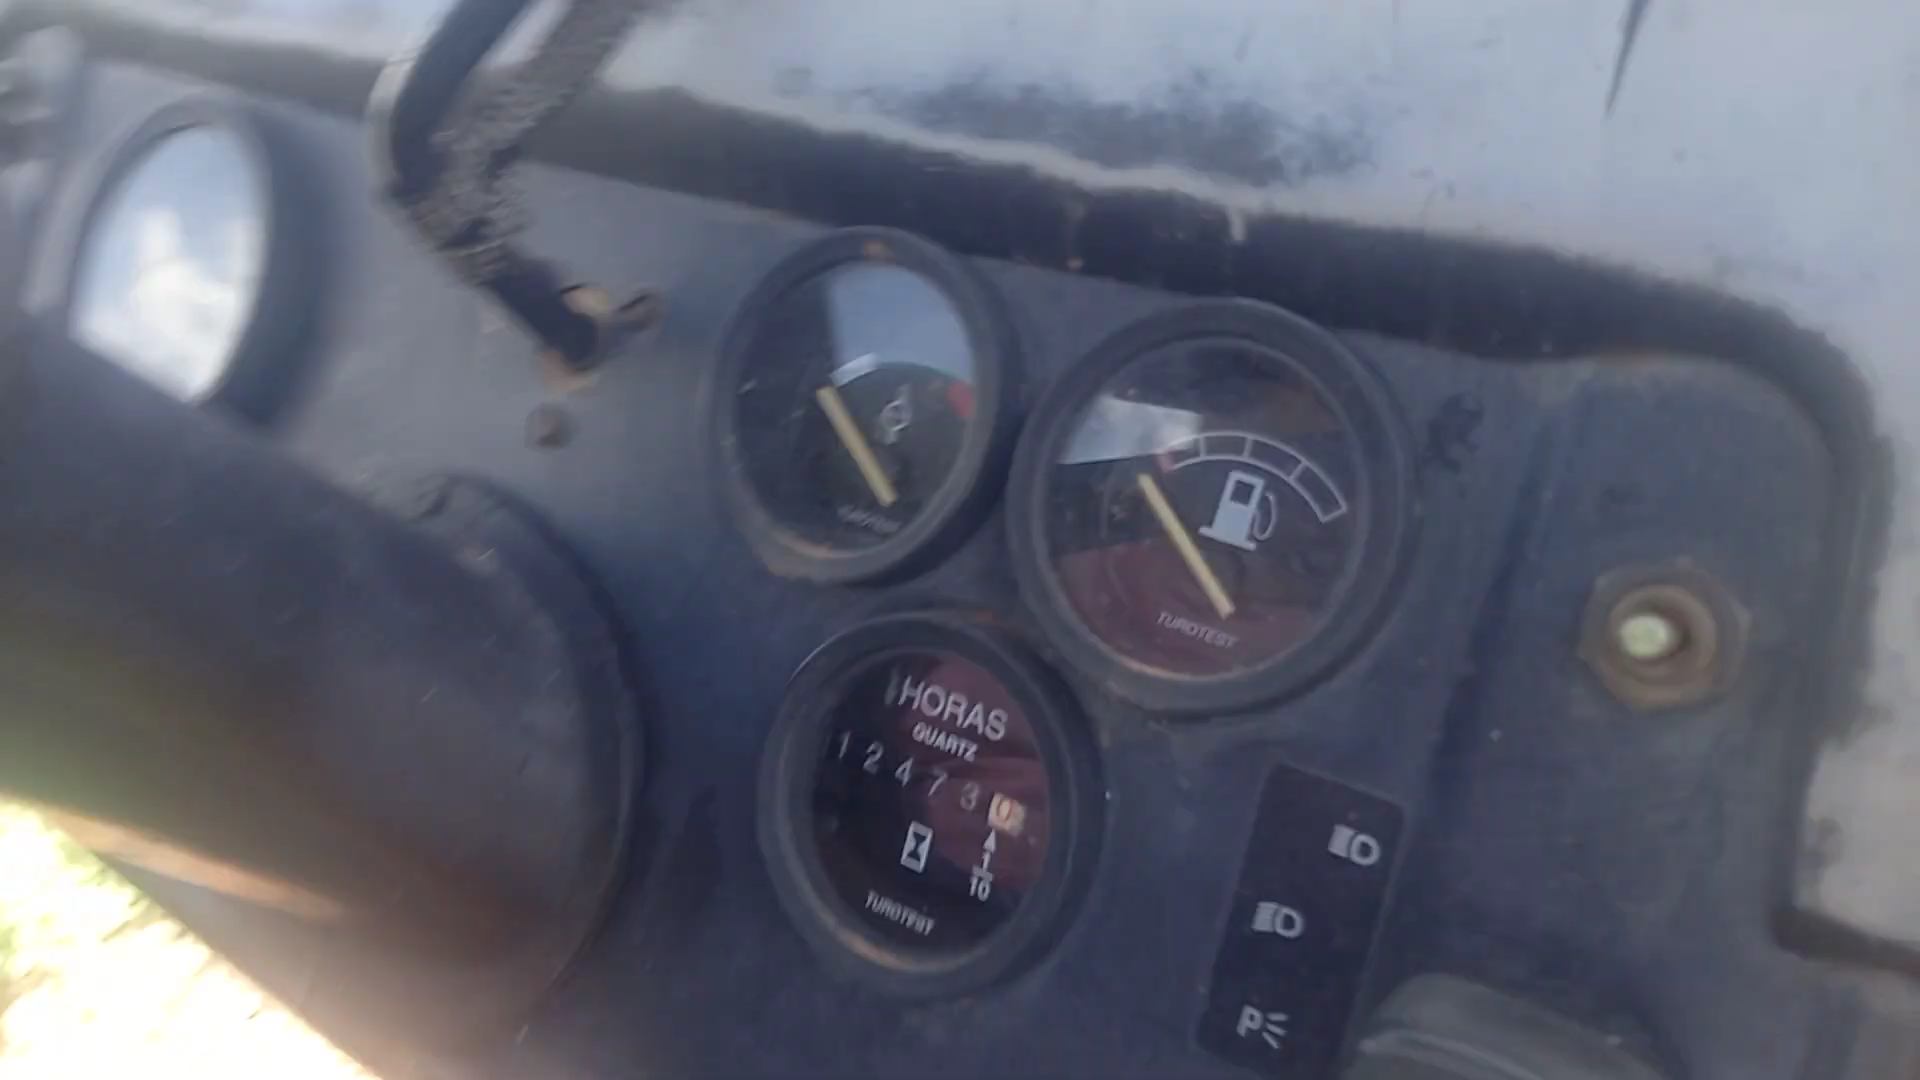 TUROTEST
HORAS
QUARTZ
1 2 4 7 3
1
10
TUROTEST
P